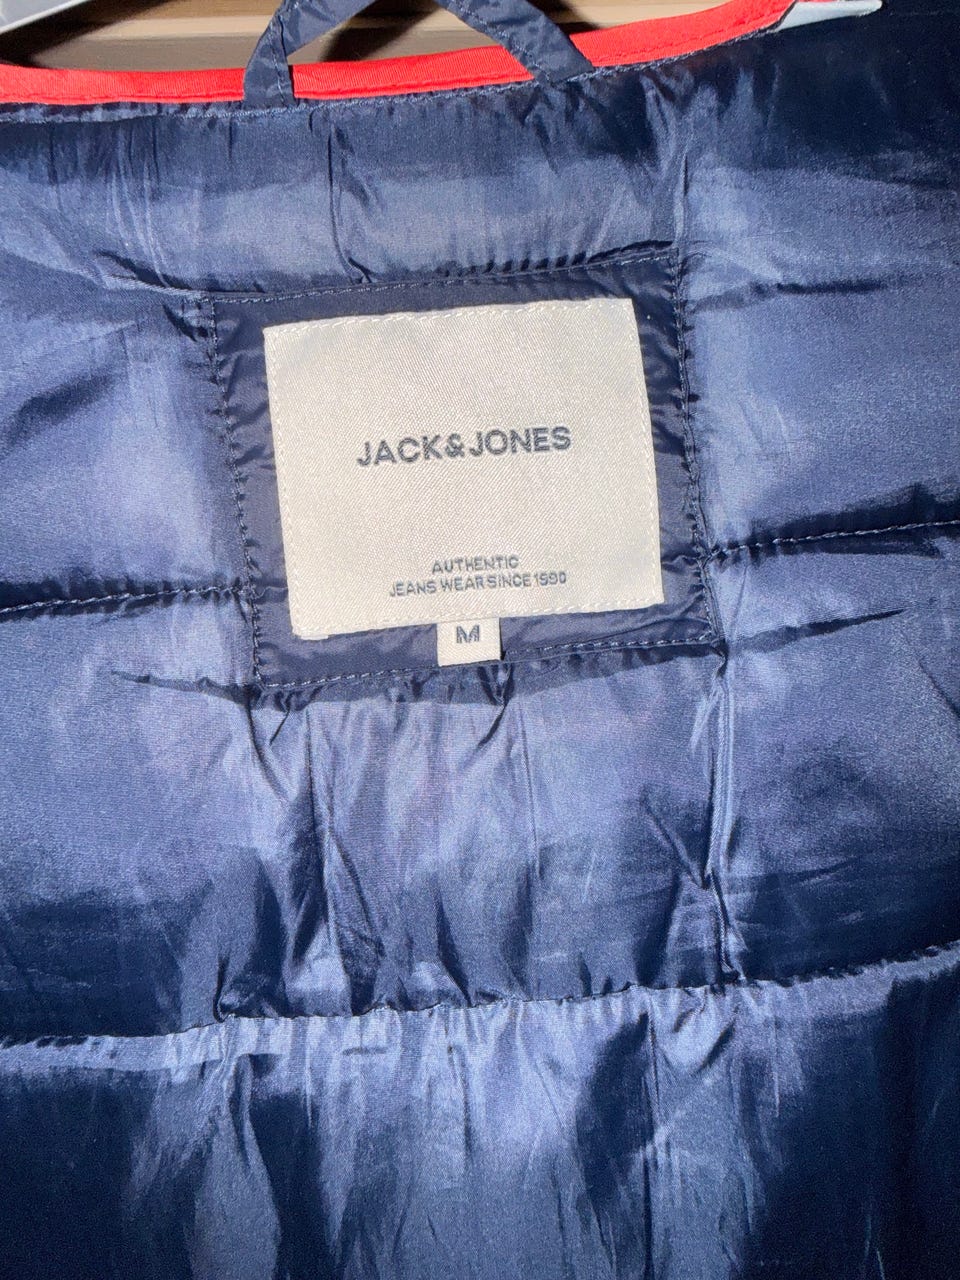 JACK&JONES
AUTHENTIC
JEANS WEAR SINCE 1990
M